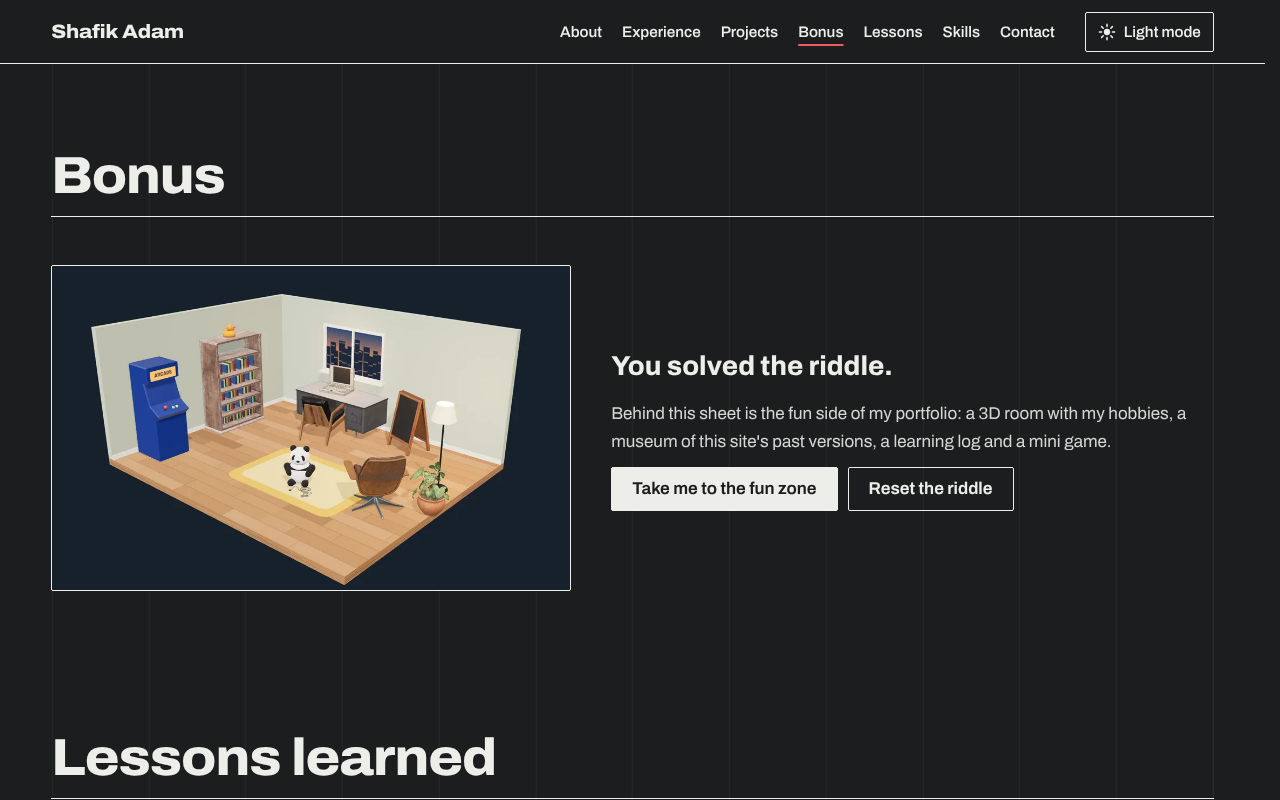 Shafik Adam
About Experience Projects Bonus Lessons Skills Contact Light mode
Bonus
ARCADE
You solved the riddle.
Behind this sheet is the fun side of my portfolio: a 3D room with my hobbies, a
museum of this site's past versions, a learning log and a mini game.
Take me to the fun zone Reset the riddle
Lessons learned